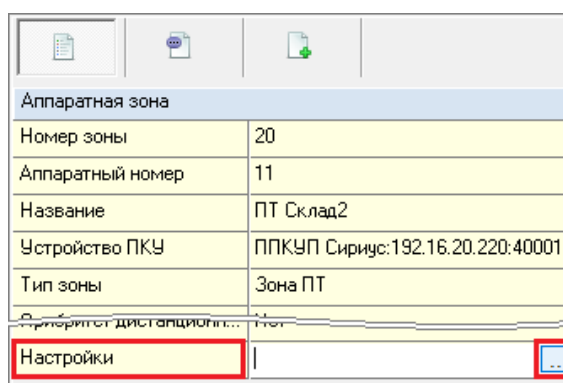 Аппаратная зона
Номер зоны 20
Аппаратный номер 11
Название ПТ Склад2
Устройство ПКУ ППКУП Сириус:192.16.20.220:40001
Тип зоны Зона ПТ
Настройки ...